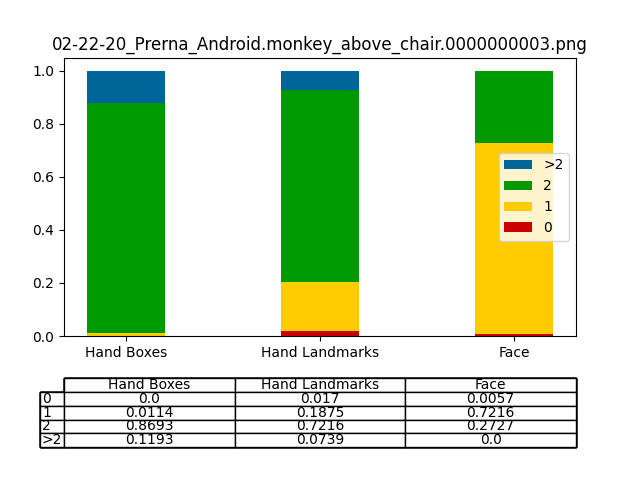 02-22-20_Prerna_Android.monkey_above_chair.0000000003.png
1.0
0.8
0.6
0.4
0.2
0.0
>2
2
1
0
Hand Boxes Hand Landmarks Face
Hand Boxes Hand Landmarks Face
0 0.0 0.017 0.0057
1 0.0114 0.1875 0.7216
2 0.8693 0.7216 0.2727
>2 0.1193 0.0739 0.0